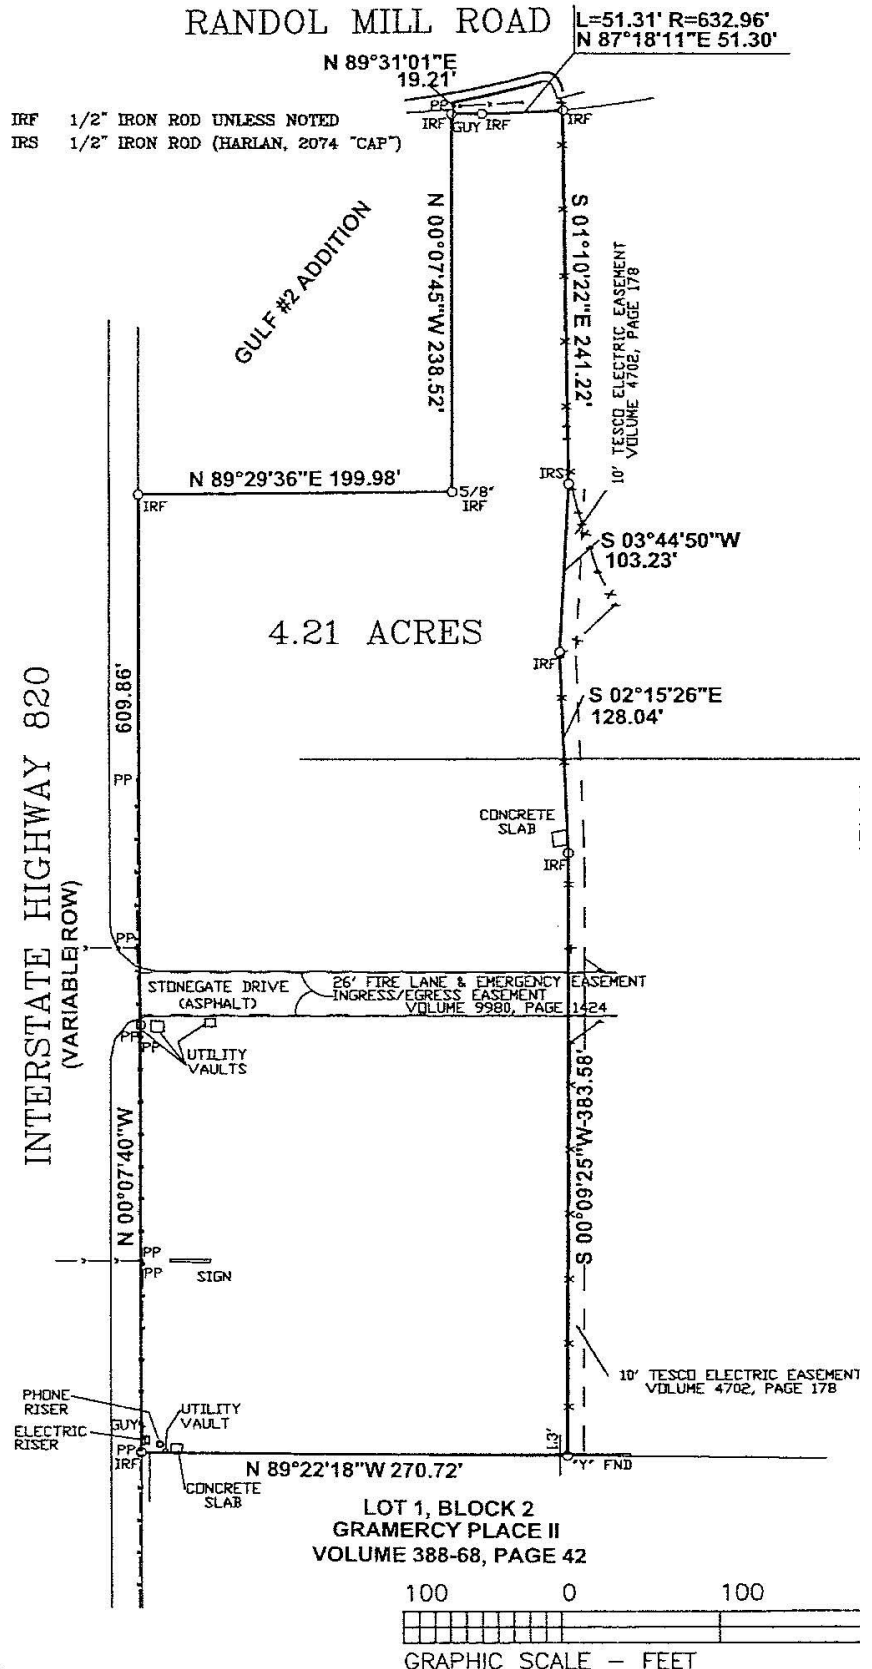 RANDOL MILL ROAD
L=51.31' R=632.96'
N 87°18'11"E 51.30'
N 89°31'01"E
19.21'
PP
IRF GUY IRF
IRF
IRF 1/2" IRON ROD UNLESS NOTED
IRS 1/2" IRON ROD (HARLAN, 2074 "CAP")
GULF #2 ADDITION
N 00°07'45"W 238.52'
S 01°10'22"E 241.22'
10' TESCO ELECTRIC EASEMENT
VOLUME 4702, PAGE 178
N 89°29'36"E 199.98'
IRF
5/8"
IRF
IRS
S 03°44'50"W
103.23'
4.21 ACRES
IRF
S 02°15'26"E
128.04'
609.86'
INTERSTATE HIGHWAY 820
(VARIABLE ROW)
PP
CONCRETE
SLAB
IRF
PP
STONEGATE DRIVE
(ASPHALT)
26' FIRE LANE & EMERGENCY EASEMENT
INGRESS/EGRESS EASEMENT
VOLUME 9980, PAGE 1424
PP
PP
UTILITY
VAULTS
N 00°07'40"W
S 00°09'25"W-383.58'
PP
PP
SIGN
10' TESCO ELECTRIC EASEMENT
VOLUME 4702, PAGE 178
PHONE
RISER
UTILITY
VAULT
ELECTRIC
RISER
GUY
PP
IRF
CONCRETE
SLAB
N 89°22'18"W 270.72'
1.3'
"Y" FND
LOT 1, BLOCK 2
GRAMERCY PLACE II
VOLUME 388-68, PAGE 42
100 0 100
GRAPHIC SCALE – FEET